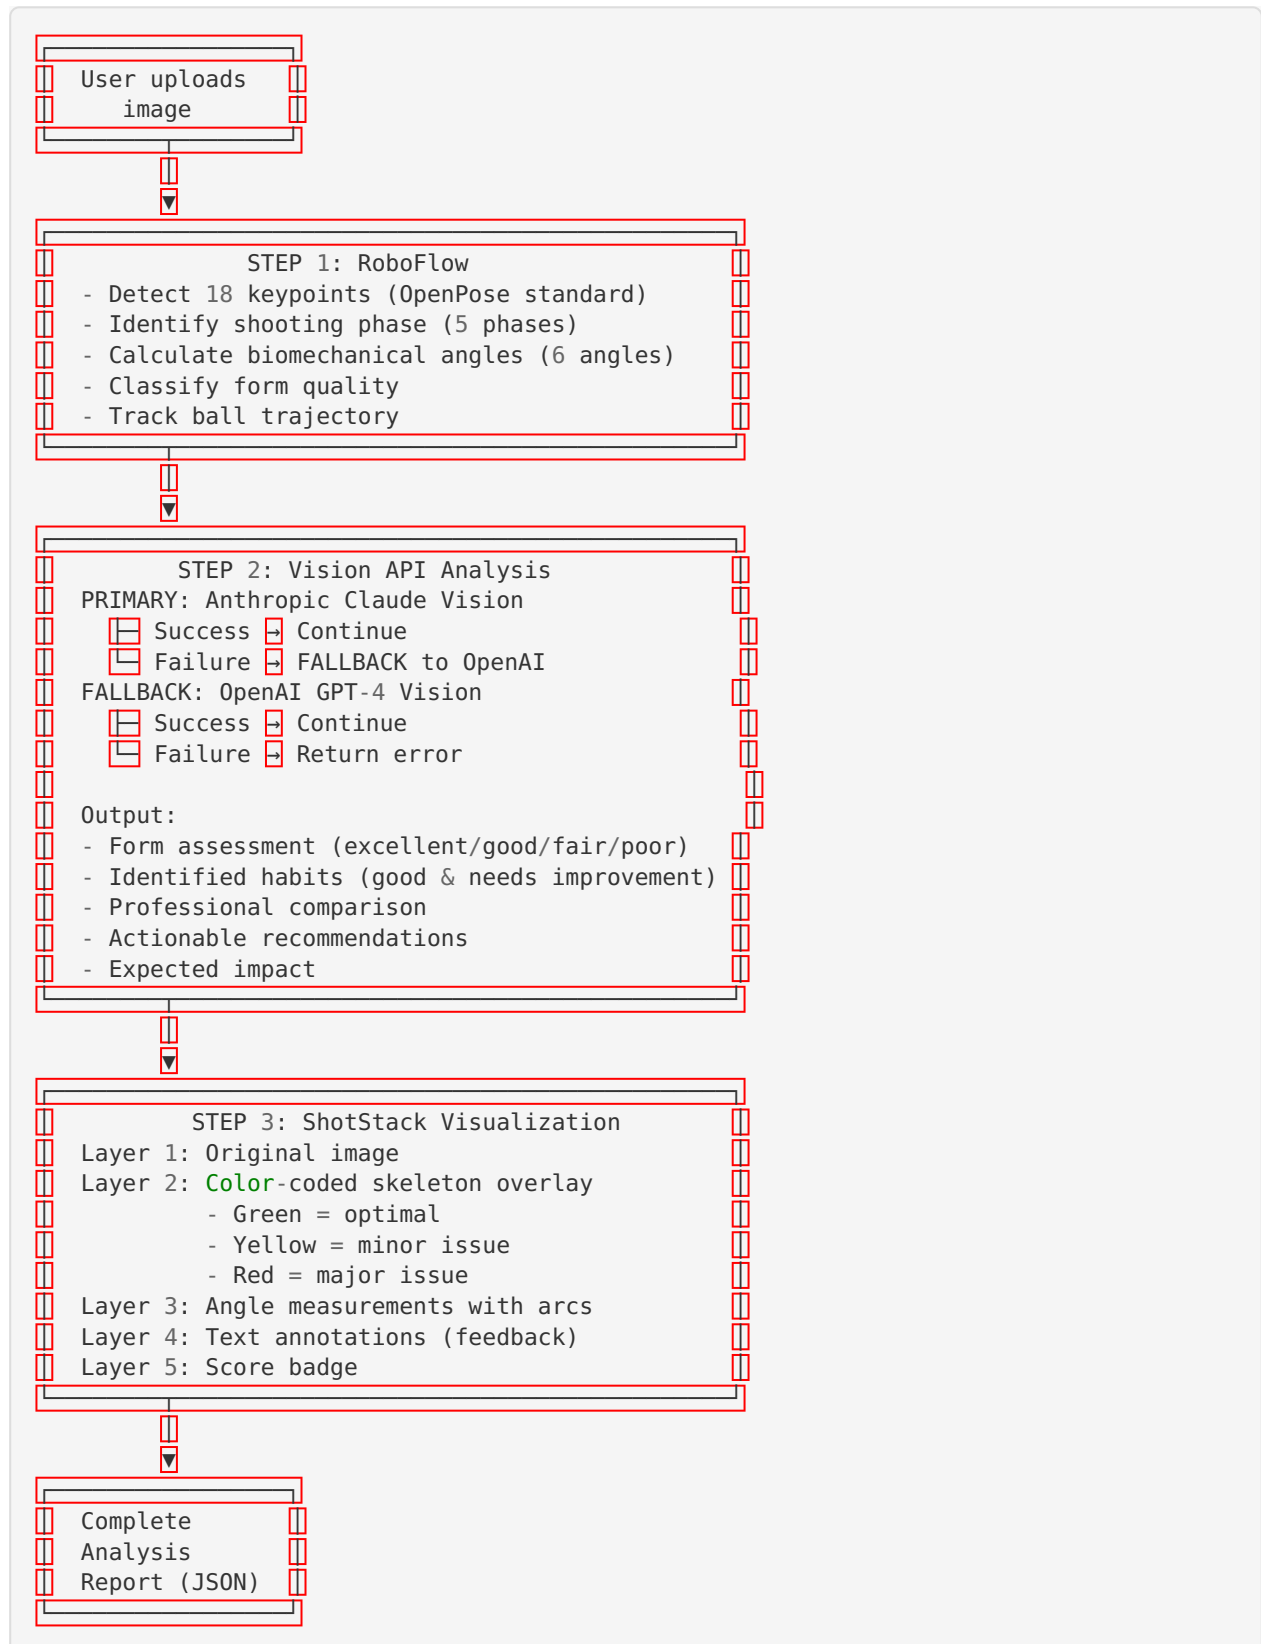 User uploads
image
▼
STEP 1: RoboFlow
- Detect 18 keypoints (OpenPose standard)
- Identify shooting phase (5 phases)
- Calculate biomechanical angles (6 angles)
- Classify form quality
- Track ball trajectory
▼
STEP 2: Vision API Analysis
PRIMARY: Anthropic Claude Vision
├─ Success → Continue
└─ Failure → FALLBACK to OpenAI
FALLBACK: OpenAI GPT-4 Vision
├─ Success → Continue
└─ Failure → Return error
Output:
- Form assessment (excellent/good/fair/poor)
- Identified habits (good & needs improvement)
- Professional comparison
- Actionable recommendations
- Expected impact
▼
STEP 3: ShotStack Visualization
Layer 1: Original image
Layer 2: Color-coded skeleton overlay
- Green = optimal
- Yellow = minor issue
- Red = major issue
Layer 3: Angle measurements with arcs
Layer 4: Text annotations (feedback)
Layer 5: Score badge
▼
Complete
Analysis
Report (JSON)